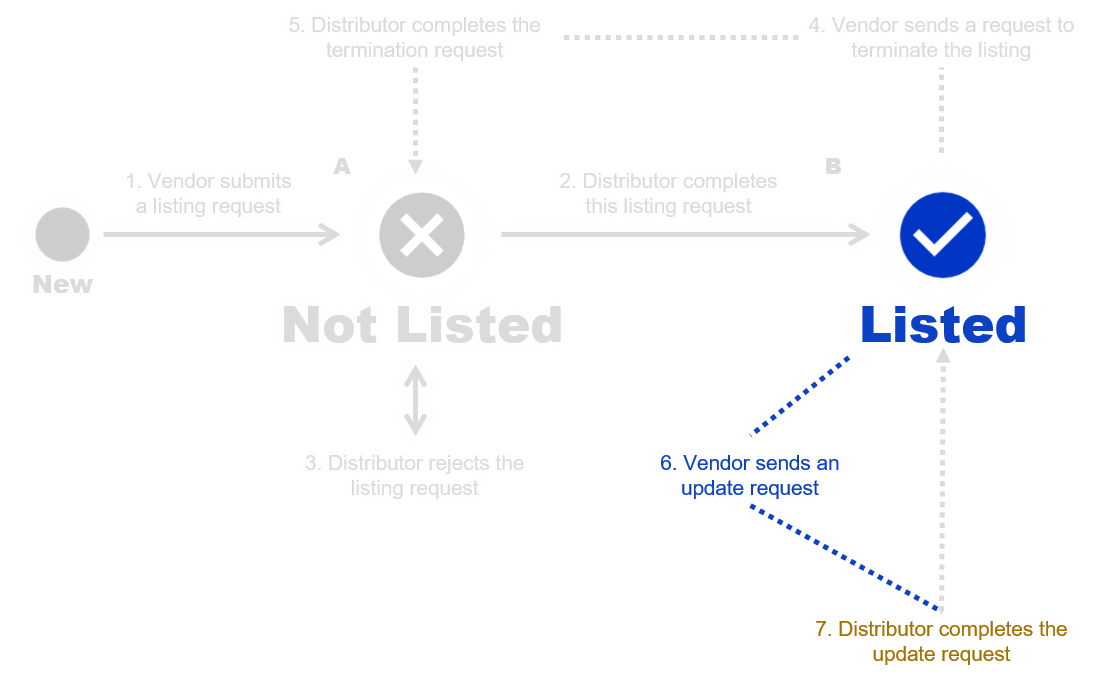 5. Distributor completes the
termination request
4. Vendor sends a request to
terminate the listing
A
B
1. Vendor submits
a listing request
2. Distributor completes
this listing request
New
Not Listed
Listed
3. Distributor rejects the
listing request
6. Vendor sends an
update request
7. Distributor completes the
update request